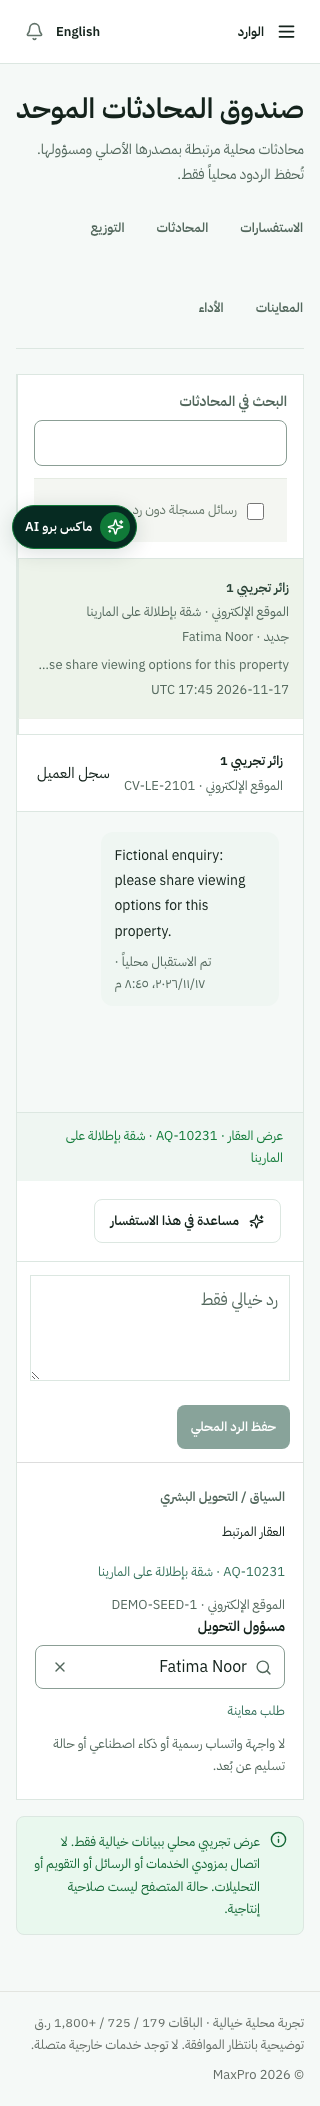 الوارد
English
صندوق المحادثات الموحد
محادثات محلية مرتبطة بمصدرها الأصلي ومسؤولها.
تُحفظ الردود محلياً فقط.
الاستفسارات
المحادثات
التوزيع
المعاينات
الأداء
البحث في المحادثات
رسائل مسجلة دون رد
ماكس برو AI
زائر تجريبي 1
الموقع الإلكتروني · شقة بإطلالة على المارينا
جديد · Fatima Noor
...se share viewing options for this property
2026-11-17 17:45 UTC
زائر تجريبي 1
الموقع الإلكتروني · CV-LE-2101
سجل العميل
Fictional enquiry:
please share viewing
options for this
property.
تم الاستقبال محلياً ·
٢٠٢٦/١١/١٧، ٨:٤٥ م
عرض العقار · AQ-10231 · شقة بإطلالة على
المارينا
مساعدة في هذا الاستفسار
رد خيالي فقط
حفظ الرد المحلي
السياق / التحويل البشري
العقار المرتبط
AQ-10231 · شقة بإطلالة على المارينا
الموقع الإلكتروني · DEMO-SEED-1
مسؤول التحويل
Fatima Noor
طلب معاينة
لا واجهة واتساب رسمية أو ذكاء اصطناعي أو حالة
تسليم عن بُعد.
عرض تجريبي محلي ببيانات خيالية فقط. لا
اتصال بمزودي الخدمات أو الرسائل أو التقويم أو
التحليلات. حالة المتصفح ليست صلاحية
إنتاجية.
تجربة محلية خيالية · الباقات 179 / 725 / +1,800 ر.ق
توضيحية بانتظار الموافقة. لا توجد خدمات خارجية متصلة.
© 2026 MaxPro